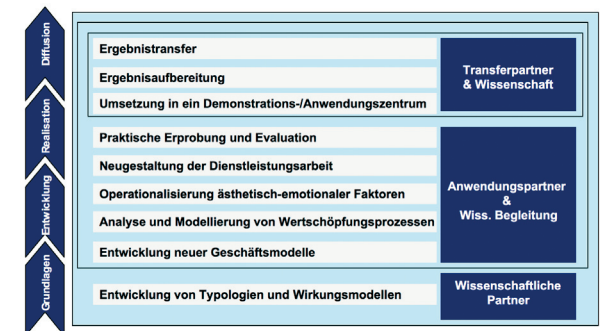 Diffusion
Realisation
Entwicklung
Grundlagen
Ergebnistransfer
Ergebnisaufbereitung
Umsetzung in ein Demonstrations-/Anwendungszentrum
Transferpartner
& Wissenschaft
Praktische Erprobung und Evaluation
Neugestaltung der Dienstleistungsarbeit
Operationalisierung ästhetisch-emotionaler Faktoren
Analyse und Modellierung von Wertschöpfungsprozessen
Entwicklung neuer Geschäftsmodelle
Anwendungspartner
&
Wiss. Begleitung
Entwicklung von Typologien und Wirkungsmodellen
Wissenschaftliche
Partner